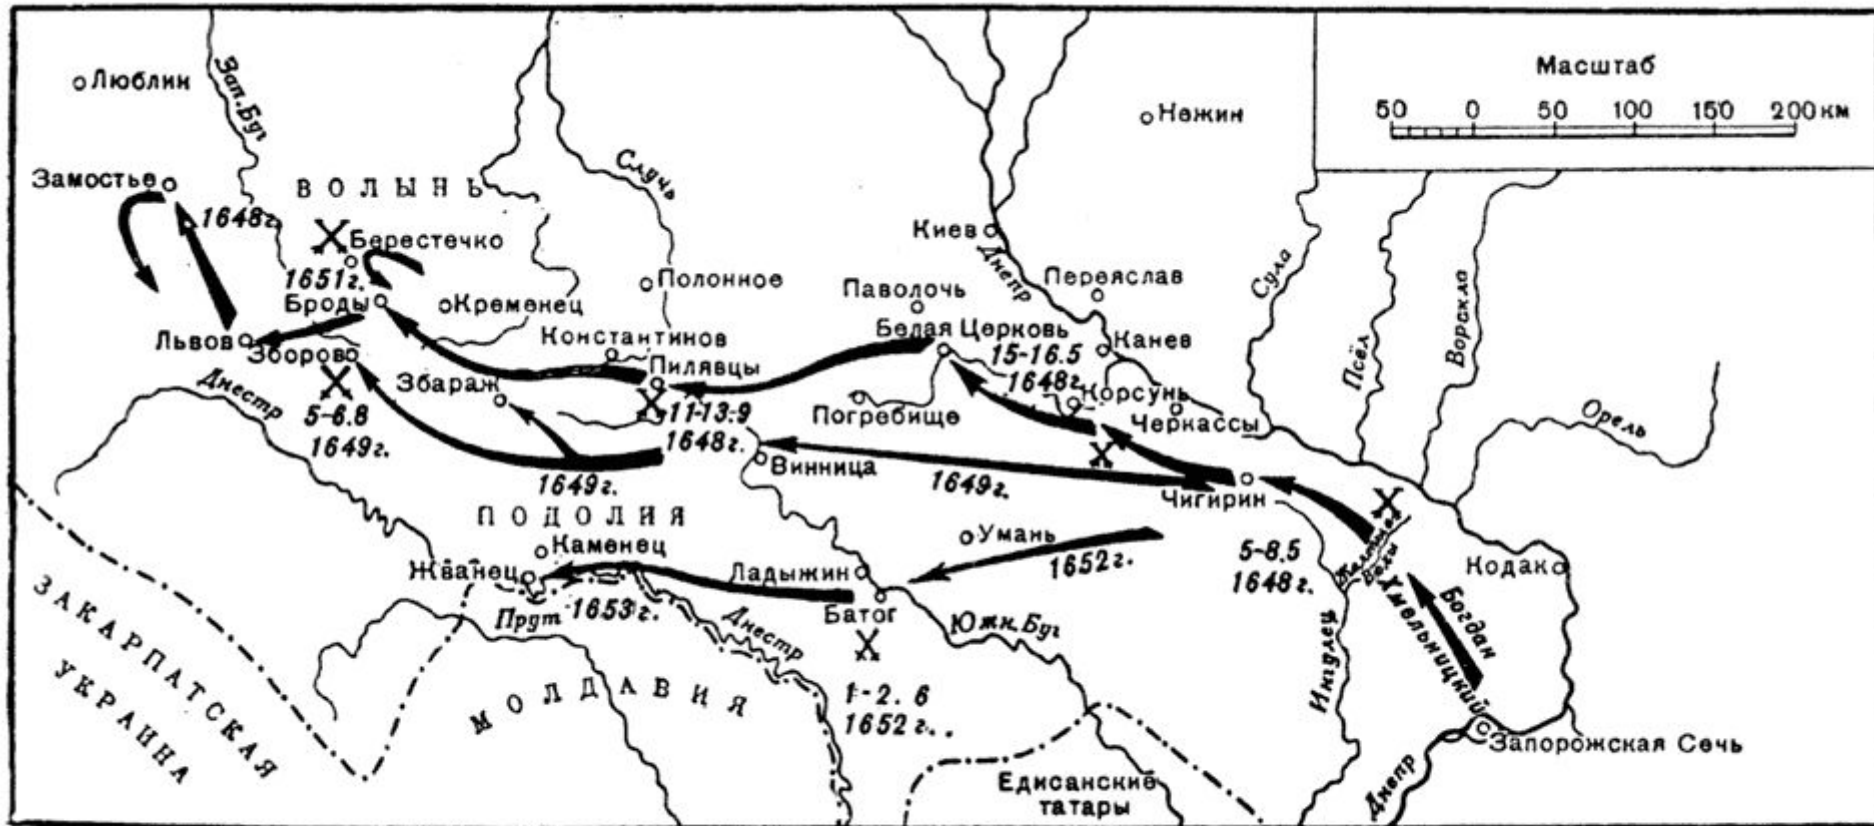 Масштаб
50 0 50 100 150 200 км
Люблин
Зап. Буг
Нежин
Случь
Замостье
ВОЛЫНЬ
1648г.
Берестечко
1651г.
Киев
Днепр
Переяслав
Сула
Псёл
Ворскла
Орель
Полонное
Паволочь
Броды
Кременец
Белая Церковь
15-16.5
1648г.
Канев
Львов
Зборов
Константинов
Пилявцы
Корсунь
Днестр
Збараж
11-13.9
1648г.
Погребище
Черкассы
5-6.8
1649г.
Винница
1649г.
1649г.
Чигирин
ПОДОЛИЯ
Каменец
Умань
1652г.
5-8.5
1648г.
Желтые
Воды
Кодак
Жванец
Ладыжин
Батог
Прут
1653г.
Днестр
Южн. Буг
Ингулец
Богдан
Хмельницкий
ЗАКАРПАТСКАЯ
УКРАИНА
МОЛДАВИЯ
1-2. 6
1652г..
Запорожская Сечь
Днепр
Едисанские
татары